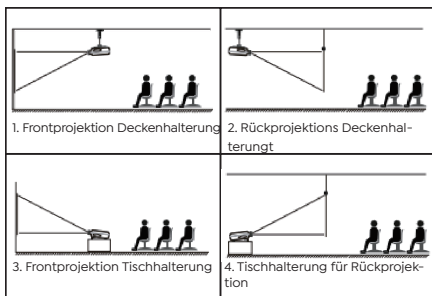 1. Frontprojektion Deckenhalterung
2. Rückprojektions Deckenhal-
terungt
3. Frontprojektion Tischhalterung
4. Tischhalterung für Rückprojek-
tion